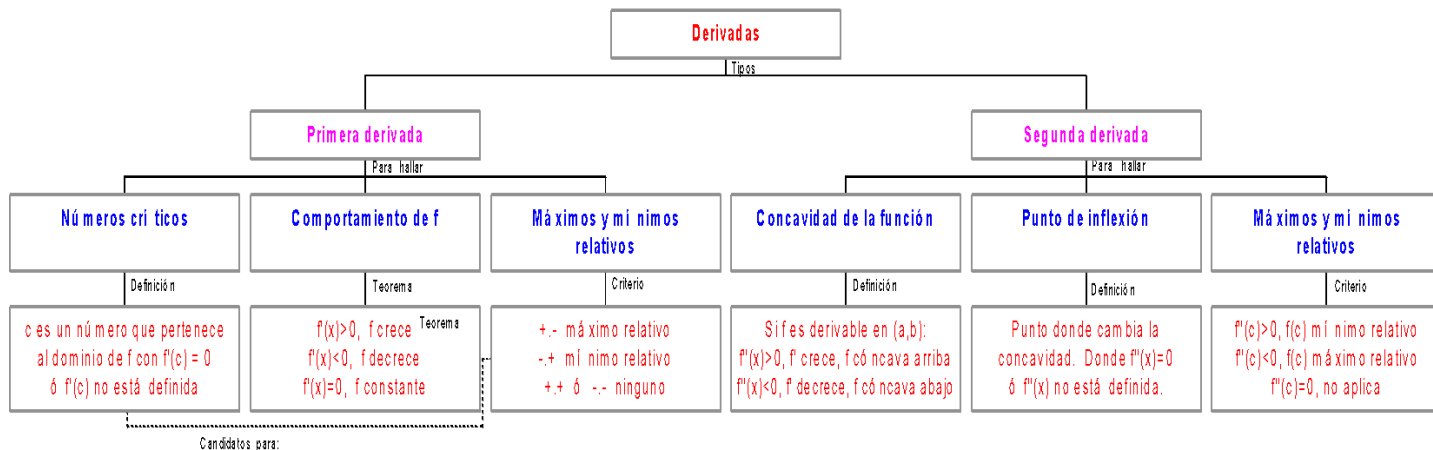 Derivadas
Tipos
Primera derivada
Segunda derivada
Para hallar
Para hallar
Números críticos
Comportamiento de f
Máximos y mínimos
relativos
Concavidad de la función
Punto de inflexión
Máximos y mínimos
relativos
Definición
Teorema
Criterio
Definición
Definición
Criterio
c es un número que pertenece
al dominio de f con f'(c) = 0
ó f'(c) no está definida
f'(x)>0, f crece
f'(x)<0, f decrece
f'(x)=0, f constante
Teorema
+.- máximo relativo
-.+ mínimo relativo
+.+ ó -.- ninguno
Si f es derivable en (a,b):
f''(x)>0, f' crece, f cóncava arriba
f''(x)<0, f' decrece, f cóncava abajo
Punto donde cambia la
concavidad. Donde f''(x)=0
ó f''(x) no está definida.
f''(c)>0, f(c) mínimo relativo
f''(c)<0, f(c) máximo relativo
f''(c)=0, no aplica
Candidatos para: